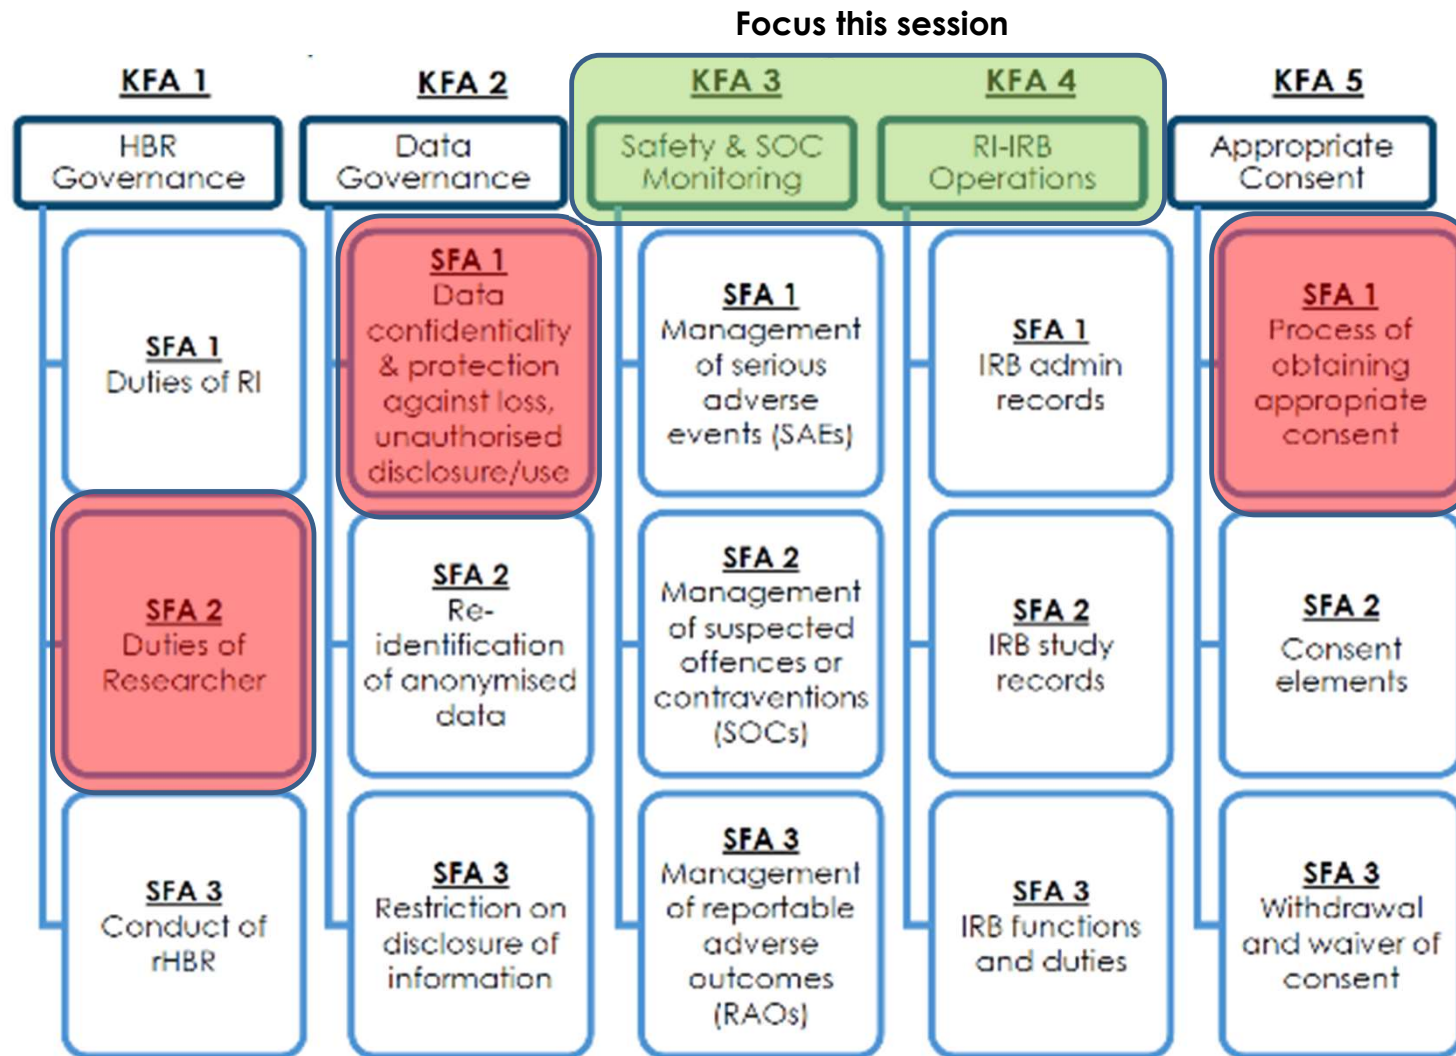 Focus this session
KFA 1
HBR
Governance
SFA 1
Duties of RI
SFA 2
Duties of
Researcher
SFA 3
Conduct of
rHBR
KFA 2
Data
Governance
SFA 1
Data
confidentiality
& protection
against loss,
unauthorised
disclosure/use
SFA 2
Re-
identification
of anonymised
data
SFA 3
Restriction on
disclosure of
information
KFA 3
Safety & SOC
Monitoring
SFA 1
Management
of serious
adverse
events (SAEs)
SFA 2
Management
of suspected
offences or
contraventions
(SOCs)
SFA 3
Management
of reportable
adverse
outcomes
(RAOs)
KFA 4
RI-IRB
Operations
SFA 1
IRB admin
records
SFA 2
IRB study
records
SFA 3
IRB functions
and duties
KFA 5
Appropriate
Consent
SFA 1
Process of
obtaining
appropriate
consent
SFA 2
Consent
elements
SFA 3
Withdrawal
and waiver of
consent